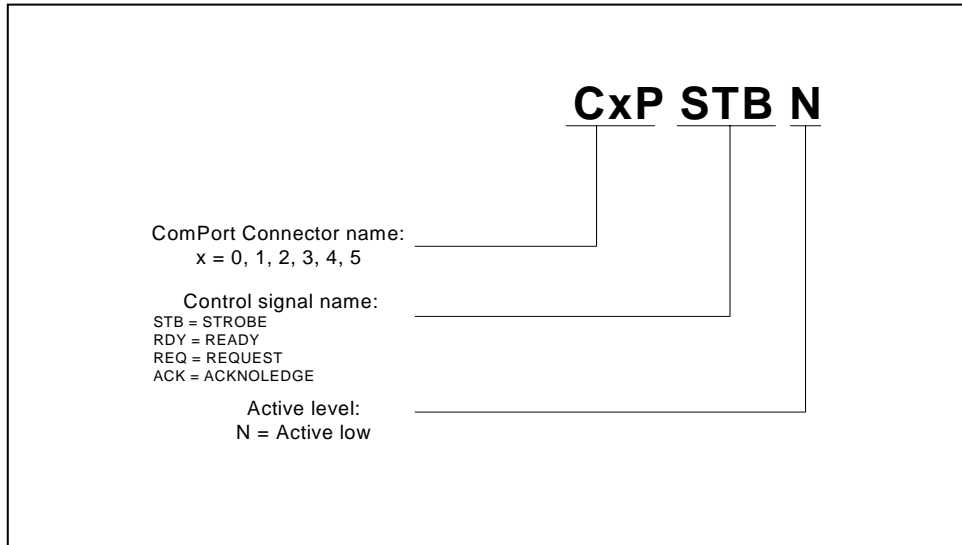 CxP STB N
ComPort Connector name:
x = 0, 1, 2, 3, 4, 5
Control signal name:
STB = STROBE
RDY = READY
REQ = REQUEST
ACK = ACKNOLEDGE
Active level:
N = Active low